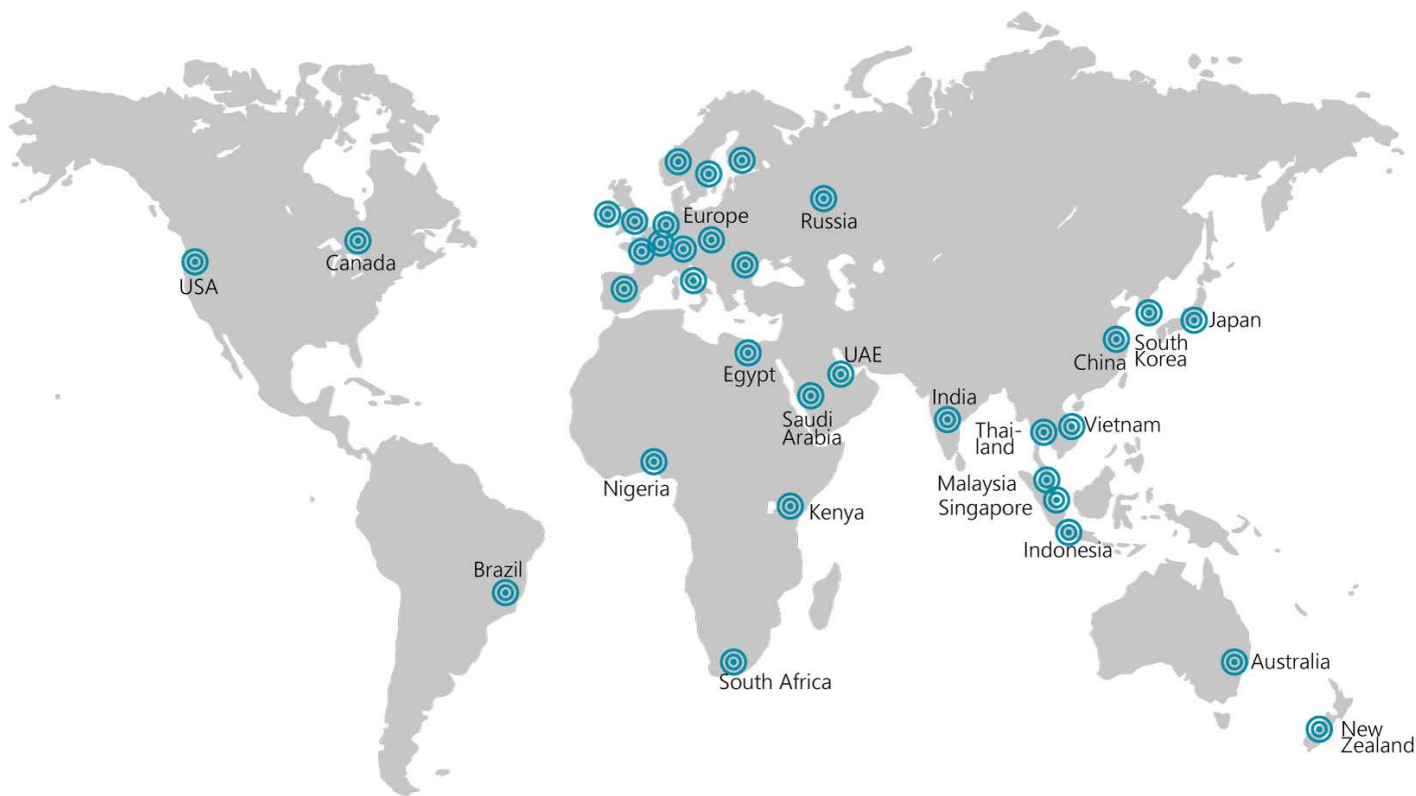 Europe
Russia
Canada
USA
Japan
South
Korea
China
UAE
Egypt
India
Saudi
Arabia
Thai-
land
Vietnam
Nigeria
Malaysia
Singapore
Kenya
Indonesia
Brazil
Australia
South Africa
New
Zealand